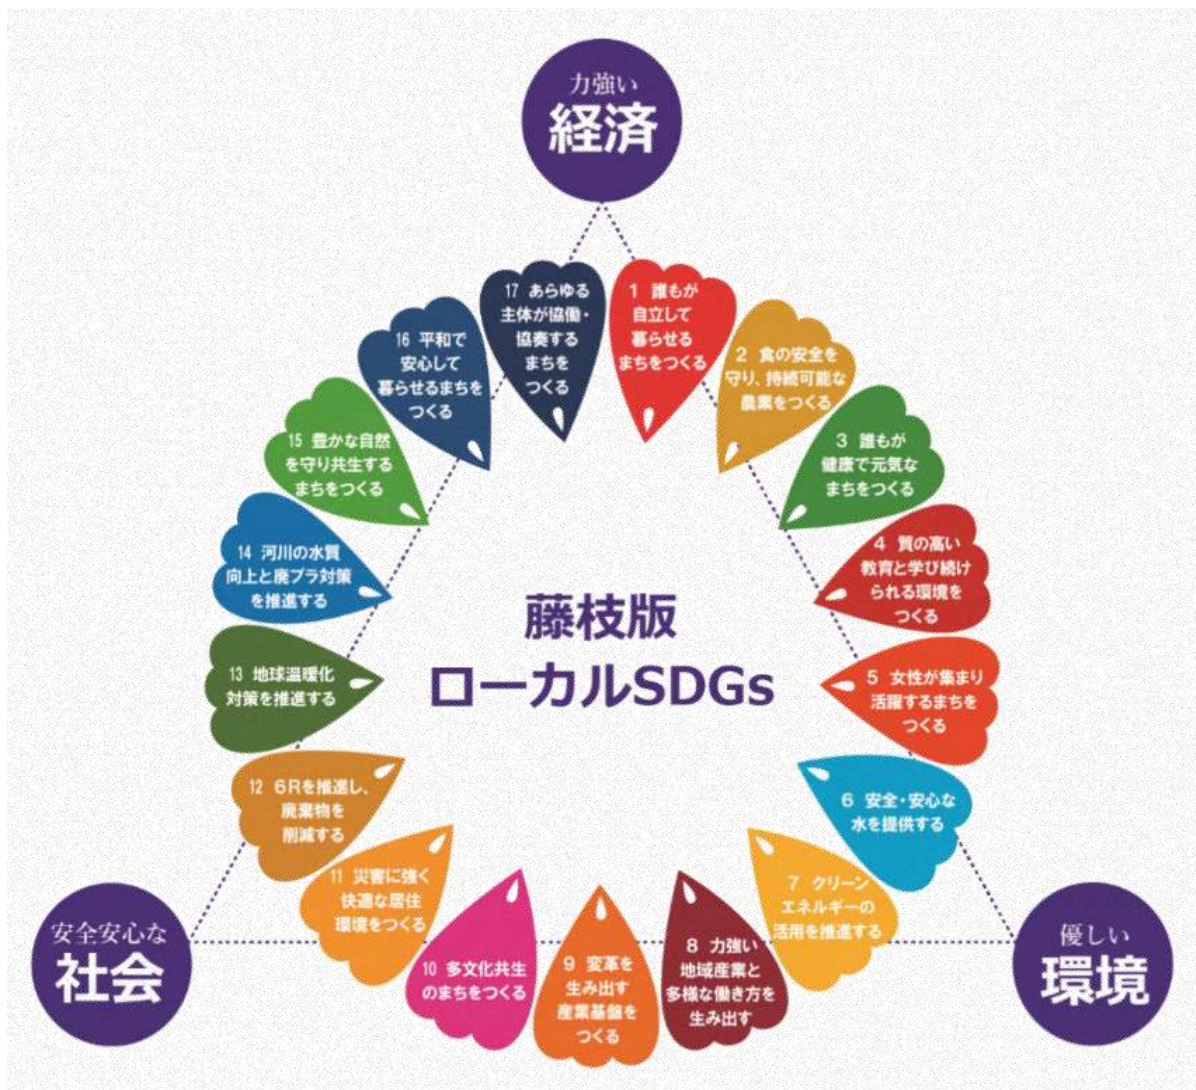 力強い
経済
17 あらゆる
主体が協働・
協奏する
まちを
つくる
1 誰もが
自立して
暮らせる
まちをつくる
2 食の安全を
守り、持続可能な
農業をつくる
3 誰もが
健康で元気な
まちをつくる
4 質の高い
教育と学び続け
られる環境を
つくる
5 女性が集まり
活躍するまちを
つくる
6 安全・安心な
水を提供する
7 クリーン
エネルギーの
活用を推進する
8 力強い
地域産業と
多様な働き方を
生み出す
9 変革を
生み出す
産業基盤を
つくる
10 多文化共生
のまちをつくる
11 災害に強く
快適な居住
環境をつくる
12 6Rを推進し、
廃棄物を
削減する
13 地球温暖化
対策を推進する
14 河川の水質
向上と廃プラ対策
を推進する
15 豊かな自然
を守り共生する
まちをつくる
16 平和で
安心して
暮らせるまちを
つくる
藤枝版
ローカルSDGs
安全安心な
社会
優しい
環境